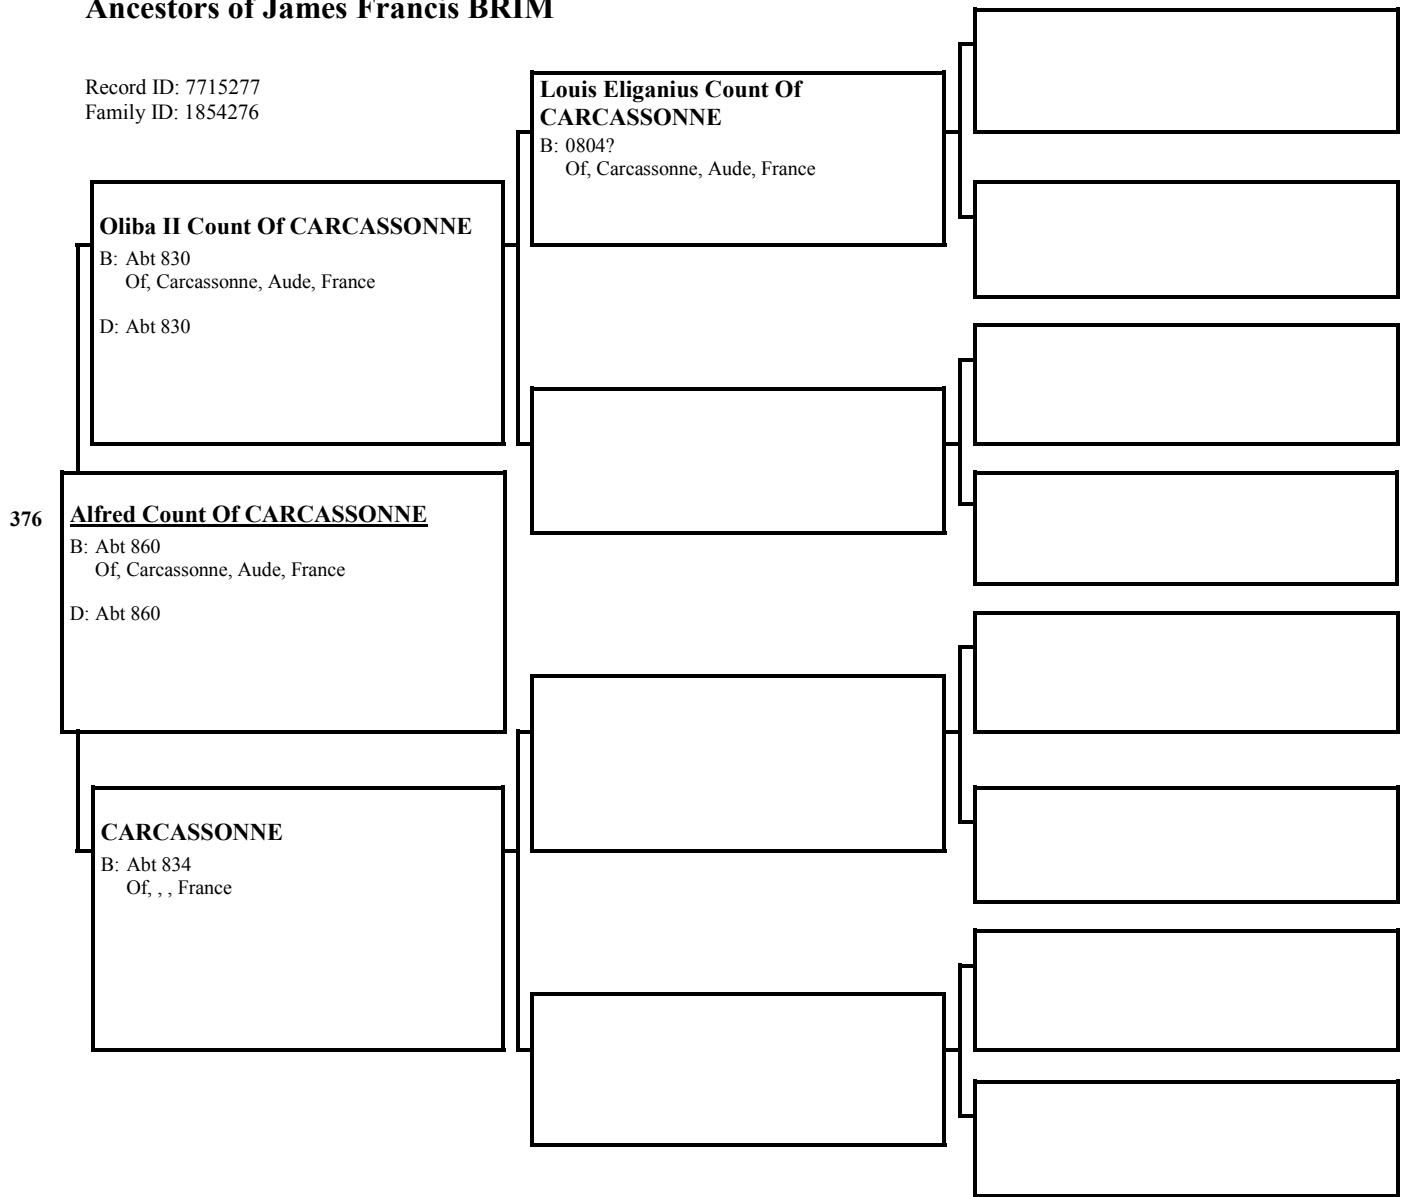 Ancestors of James Francis BRIM
Record ID: 7715277
Family ID: 1854276
Louis Eliganius Count Of
CARCASSONNE
B: 0804?
Of, Carcassonne, Aude, France
Oliba II Count Of CARCASSONNE
B: Abt 830
Of, Carcassonne, Aude, France
D: Abt 830
376
Alfred Count Of CARCASSONNE
B: Abt 860
Of, Carcassonne, Aude, France
D: Abt 860
CARCASSONNE
B: Abt 834
Of, , , France